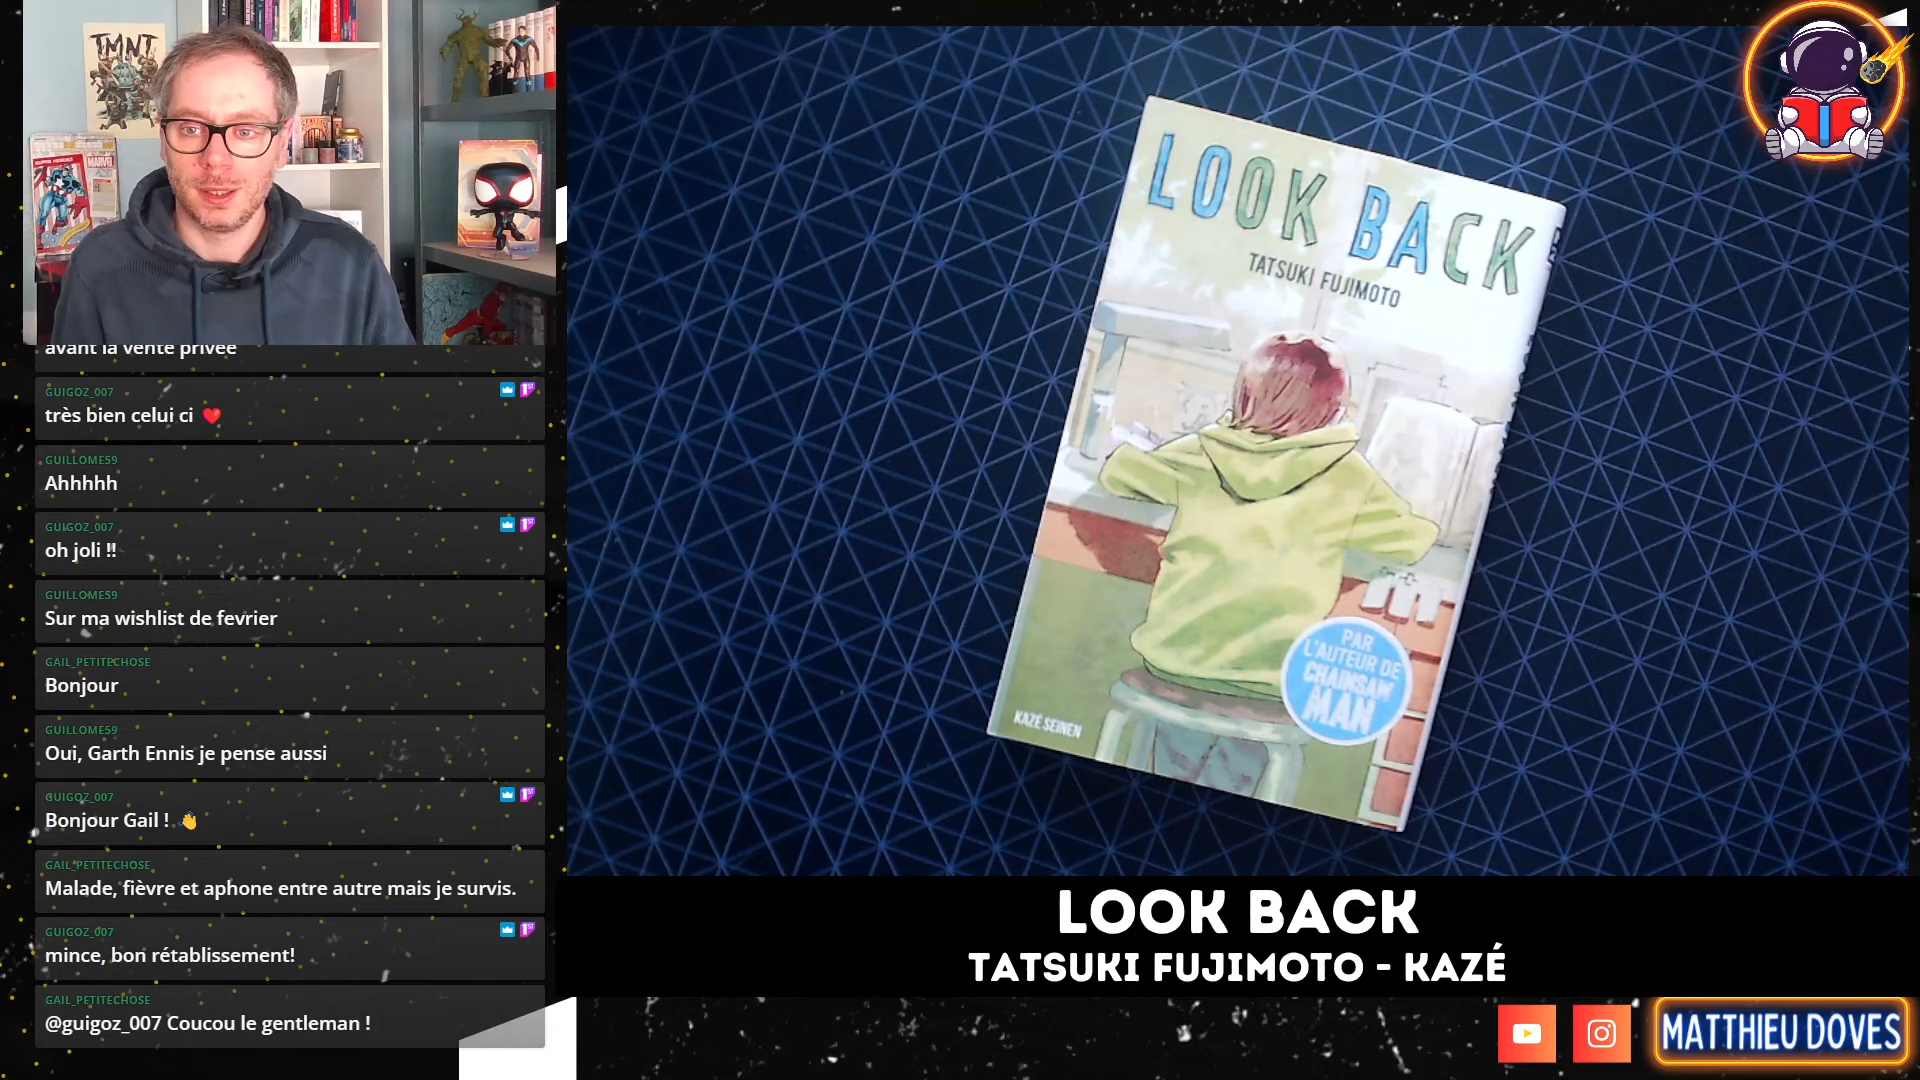 TMNT
MARVEL
avant la vente privée
GUIGOZ_007
très bien celui ci ❤️
GUILLOME59
Ahhhhh
GUIGOZ_007
oh joli !!
GUILLOME59
Sur ma wishlist de fevrier
GAIL_PETITECHOSE
Bonjour
GUILLOME59
Oui, Garth Ennis je pense aussi
GUIGOZ_007
Bonjour Gail ! 👋
GAIL_PETITECHOSE
Malade, fièvre et aphone entre autre mais je survis.
GUIGOZ_007
mince, bon rétablissement!
GAIL_PETITECHOSE
@guigoz_007 Coucou le gentleman !
LOOK BACK
TATSUKI FUJIMOTO
PAR
L'AUTEUR DE
CHAINSAW
MAN
KAZÉ SEINEN
LOOK BACK
TATSUKI FUJIMOTO - KAZÉ
MATTHIEU DOVES